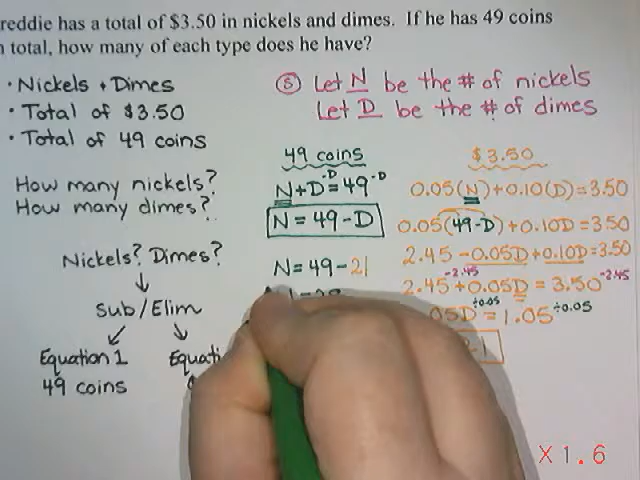 reddie has a total of $3.50 in nickels and dimes. If he has 49 coins
n total, how many of each type does he have?
• Nickels + Dimes
• Total of $3.50
• Total of 49 coins
How many nickels?
How many dimes?
Nickels? Dimes?
Sub/Elim
Equation 1
49 coins
Equati
Ⓢ Let N be the # of nickels
Let D be the # of dimes
49 coins
-D -D
N+D=49
N = 49-D
N=49-21
$3.50
0.05(N)+0.10(D)=3.50
0.05(49-D)+0.10D=3.50
2.45-0.05D+0.10D=3.50
-2.45 -2.45
2.45+0.05D = 3.50
÷0.05 ÷0.05
05D = 1.05
X1.6